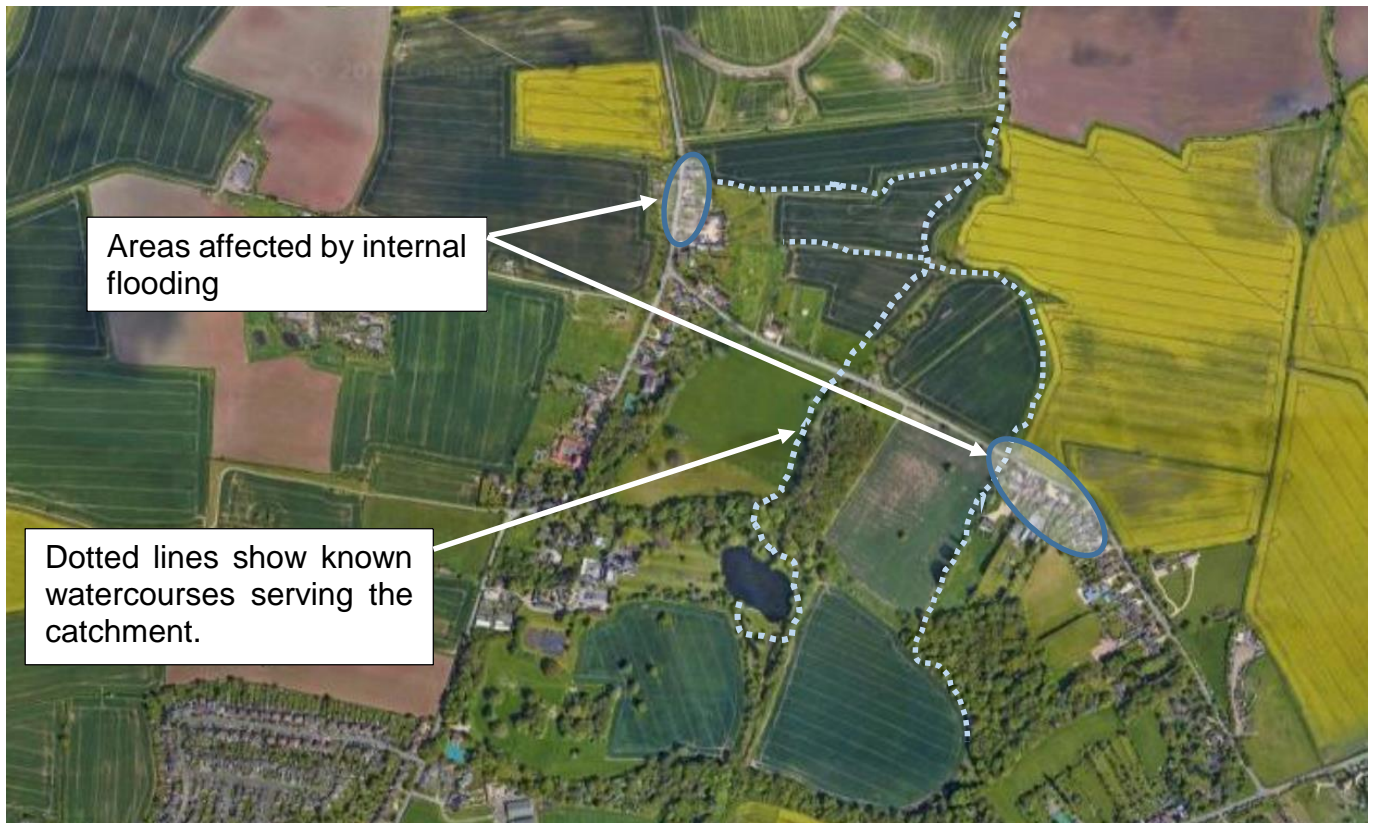 Areas affected by internal
flooding
Dotted lines show known
watercourses serving the
catchment.